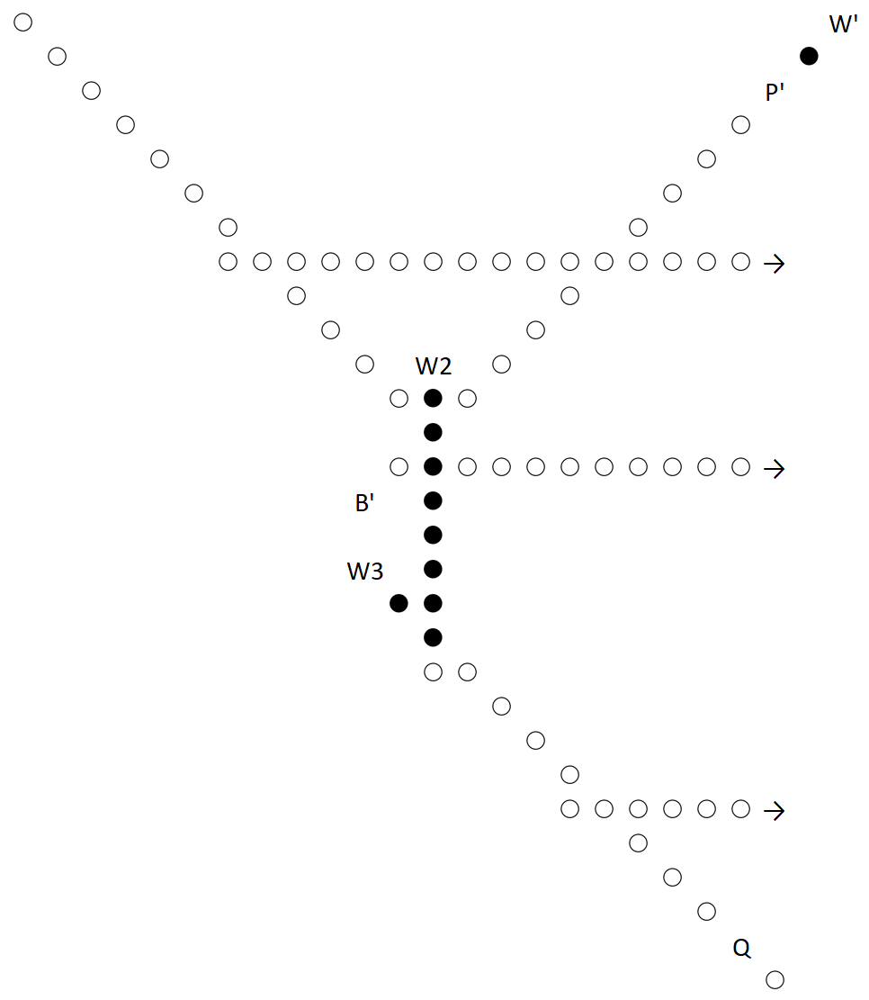 W'
P'
→
W2
→
B'
W3
→
Q